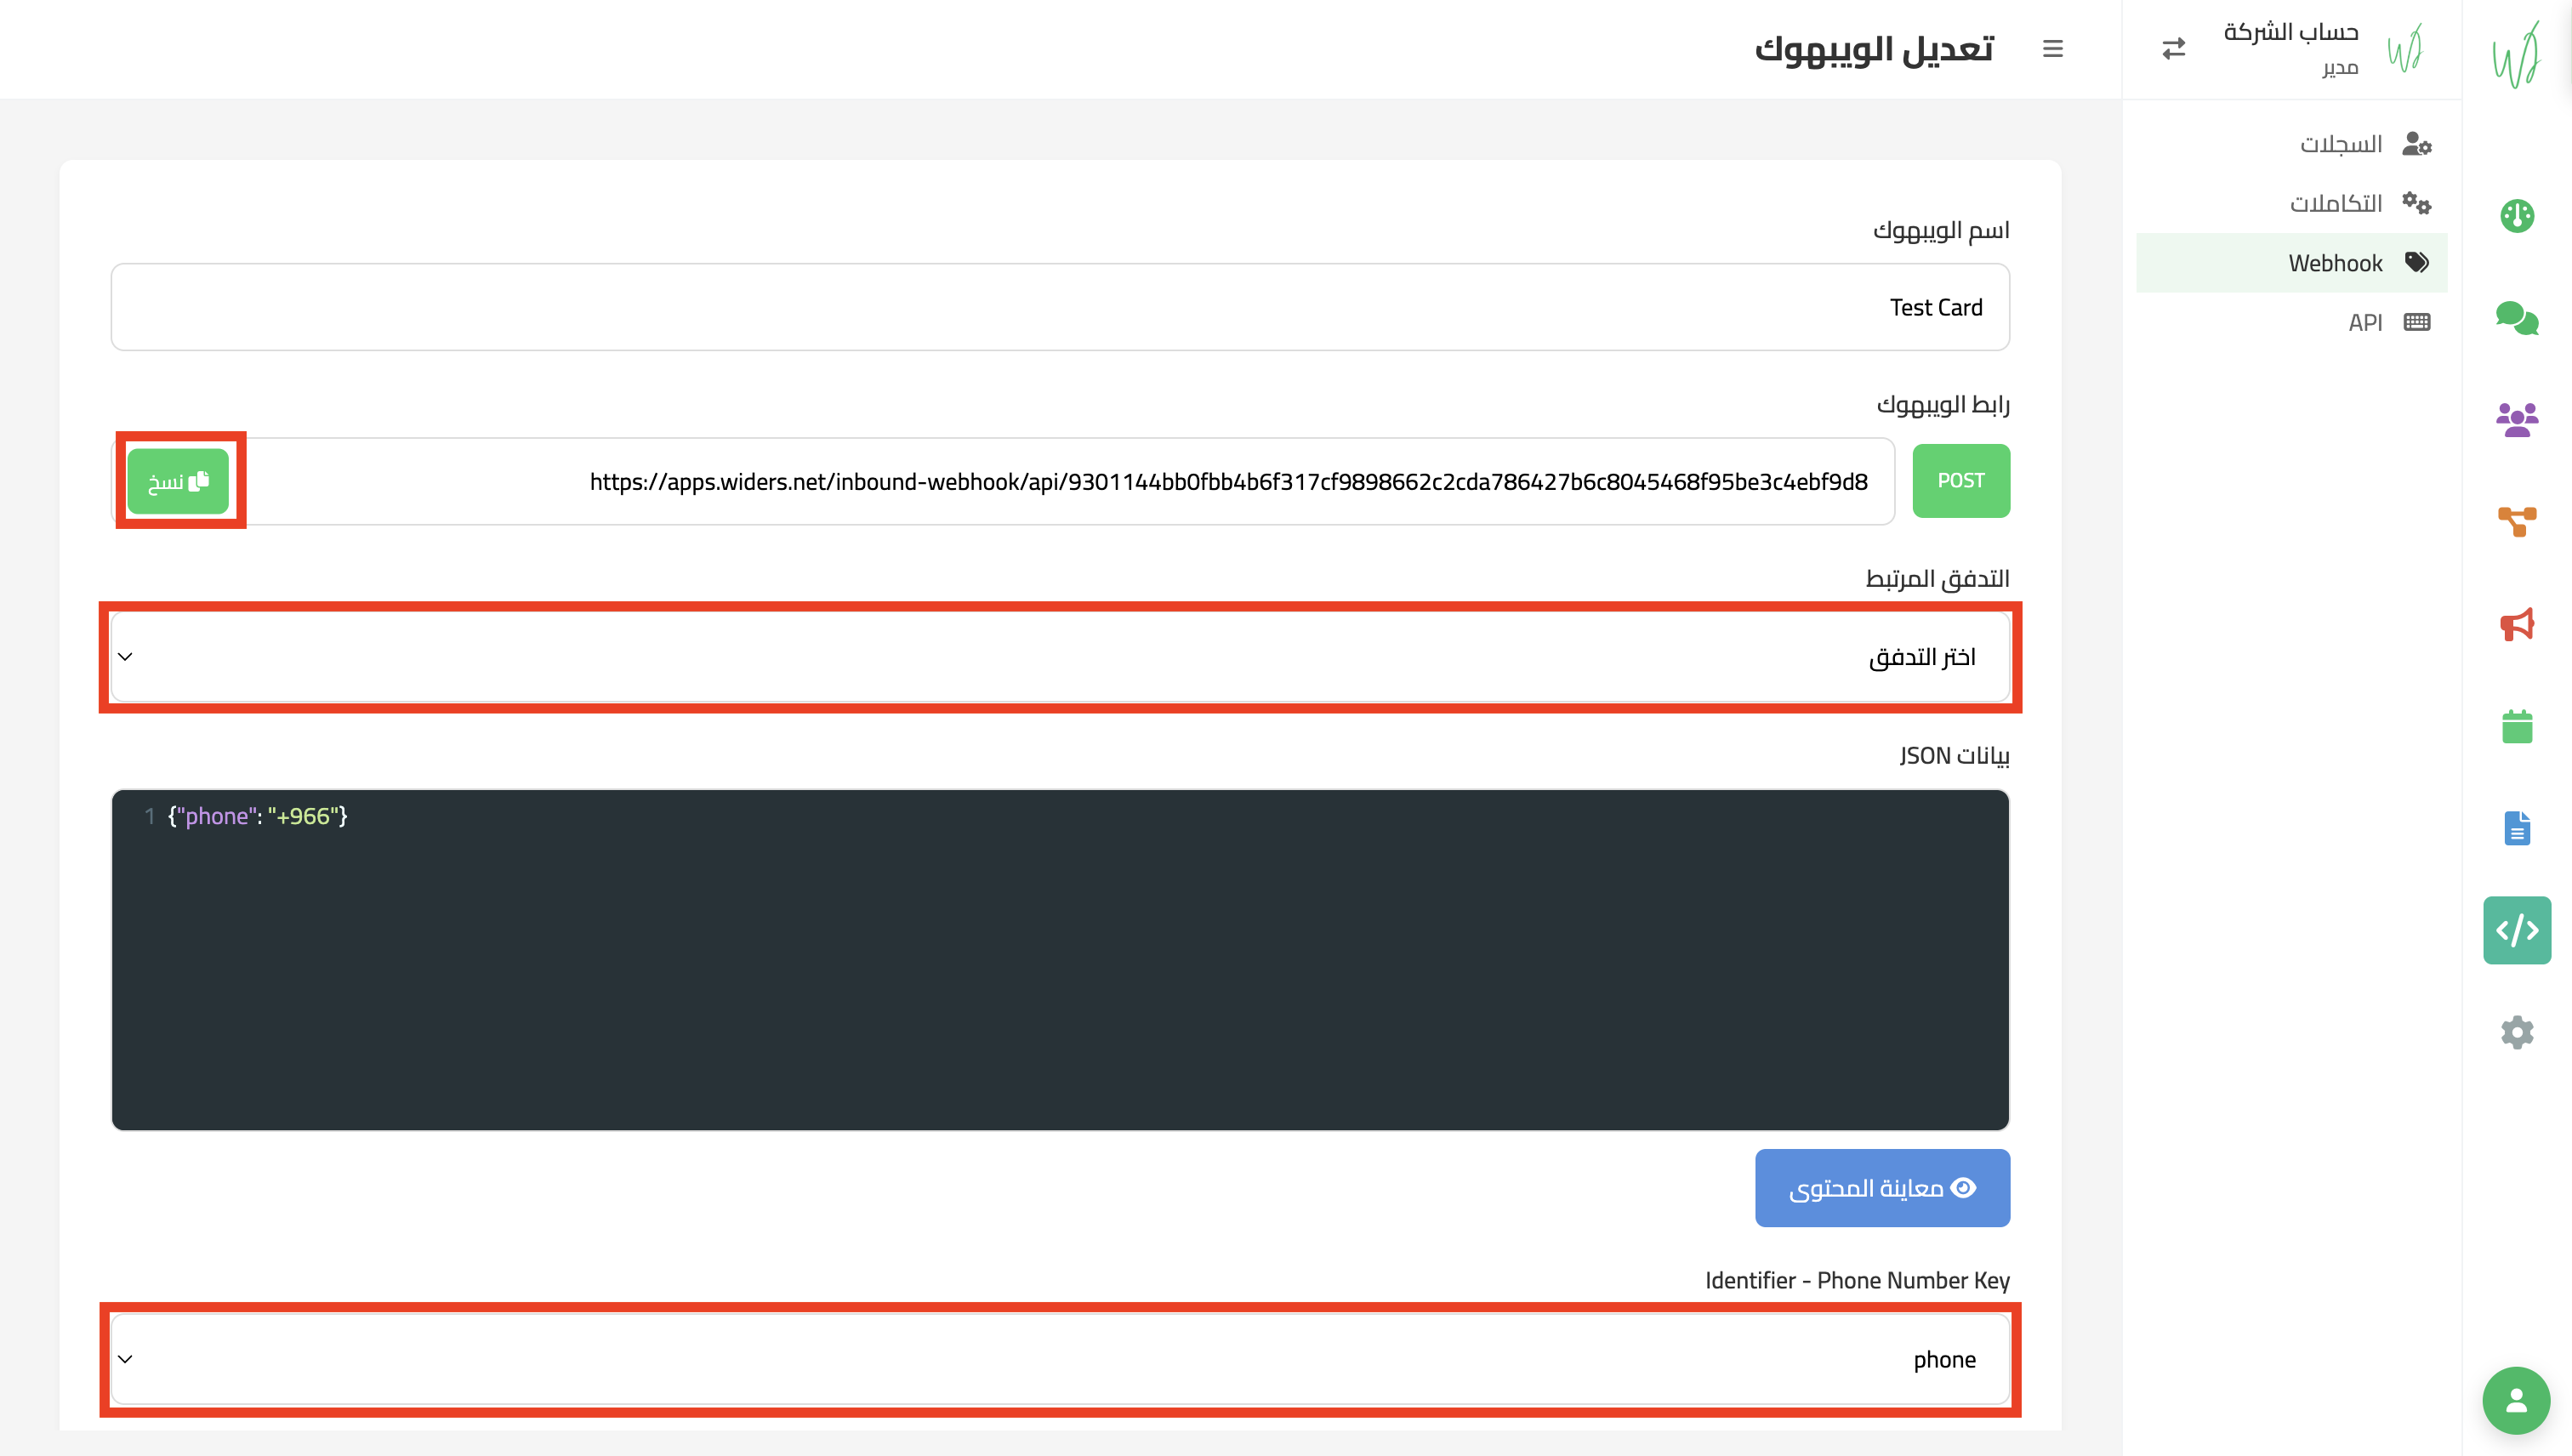 حساب الشركة
مدير
تعديل الويبهوك
السجلات
التكاملات
Webhook
API
اسم الويبهوك
Test Card
رابط الويبهوك
POST
https://apps.widers.net/inbound-webhook/api/9301144bb0fbb4b6f317cf9898662c2cda786427b6c8045468f95be3c4ebf9d8
نسخ
التدفق المرتبط
اختر التدفق
بيانات JSON
1 {"phone": "+966"}
معاينة المحتوى
Identifier - Phone Number Key
phone